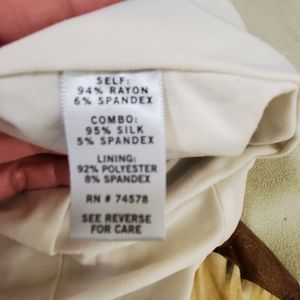 SELF:
94% RAYON
6% SPANDEX
COMBO:
95% SILK
5% SPANDEX
LINING:
92% POLYESTER
8% SPANDEX
RN # 74578
SEE REVERSE
FOR CARE